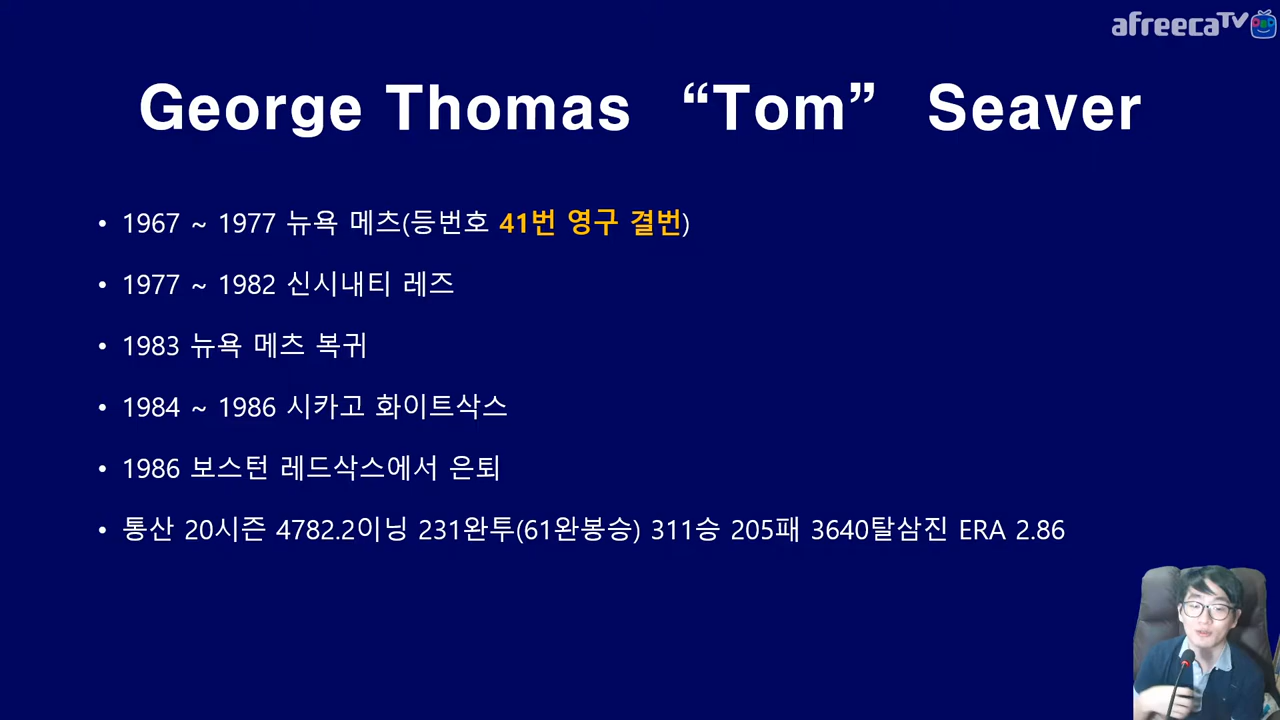 afreecaTV
George Thomas “Tom” Seaver
• 1967 ~ 1977 뉴욕 메츠(등번호 41번 영구 결번)
• 1977 ~ 1982 신시내티 레즈
• 1983 뉴욕 메츠 복귀
• 1984 ~ 1986 시카고 화이트삭스
• 1986 보스턴 레드삭스에서 은퇴
• 통산 20시즌 4782.2이닝 231완투(61완봉승) 311승 205패 3640탈삼진 ERA 2.86